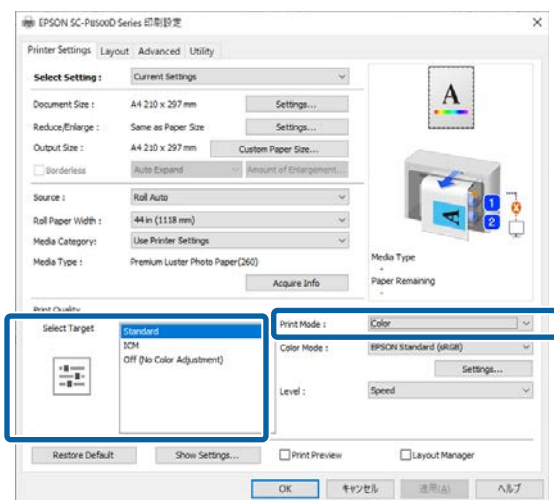 EPSON SC-P8500D Series 印刷設定
Printer Settings Layout Advanced Utility
Select Setting : Current Settings
Document Size : A4 210 x 297 mm Settings...
Reduce/Enlarge : Same as Paper Size Settings...
Output Size : A4 210 x 297 mm Custom Paper Size...
Borderless Auto Expand Amount of Enlargement...
A
Source : Roll Auto
Roll Paper Width : 44 in (1118 mm)
Media Category: Use Printer Settings
Media Type : Premium Luster Photo Paper(260)
Acquire Info
A
1
2
Media Type
-
Paper Remaining
-
Print Quality
Select Target
Standard
ICM
Off (No Color Adjustment)
Print Mode : Color
Color Mode : EPSON Standard (sRGB)
Settings...
Level : Speed
Restore Default Show Settings... Print Preview Layout Manager
OK キャンセル 適用(A) ヘルプ